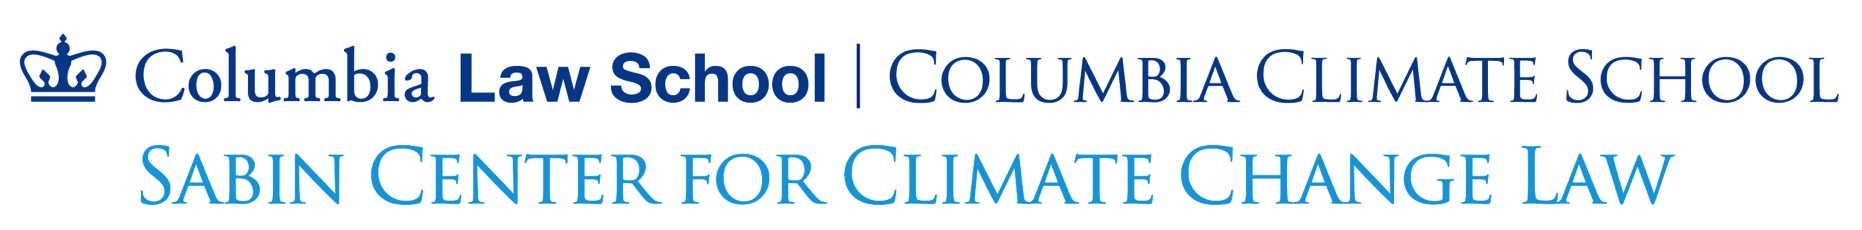 Columbia Law School | COLUMBIA CLIMATE SCHOOL
SABIN CENTER FOR CLIMATE CHANGE LAW